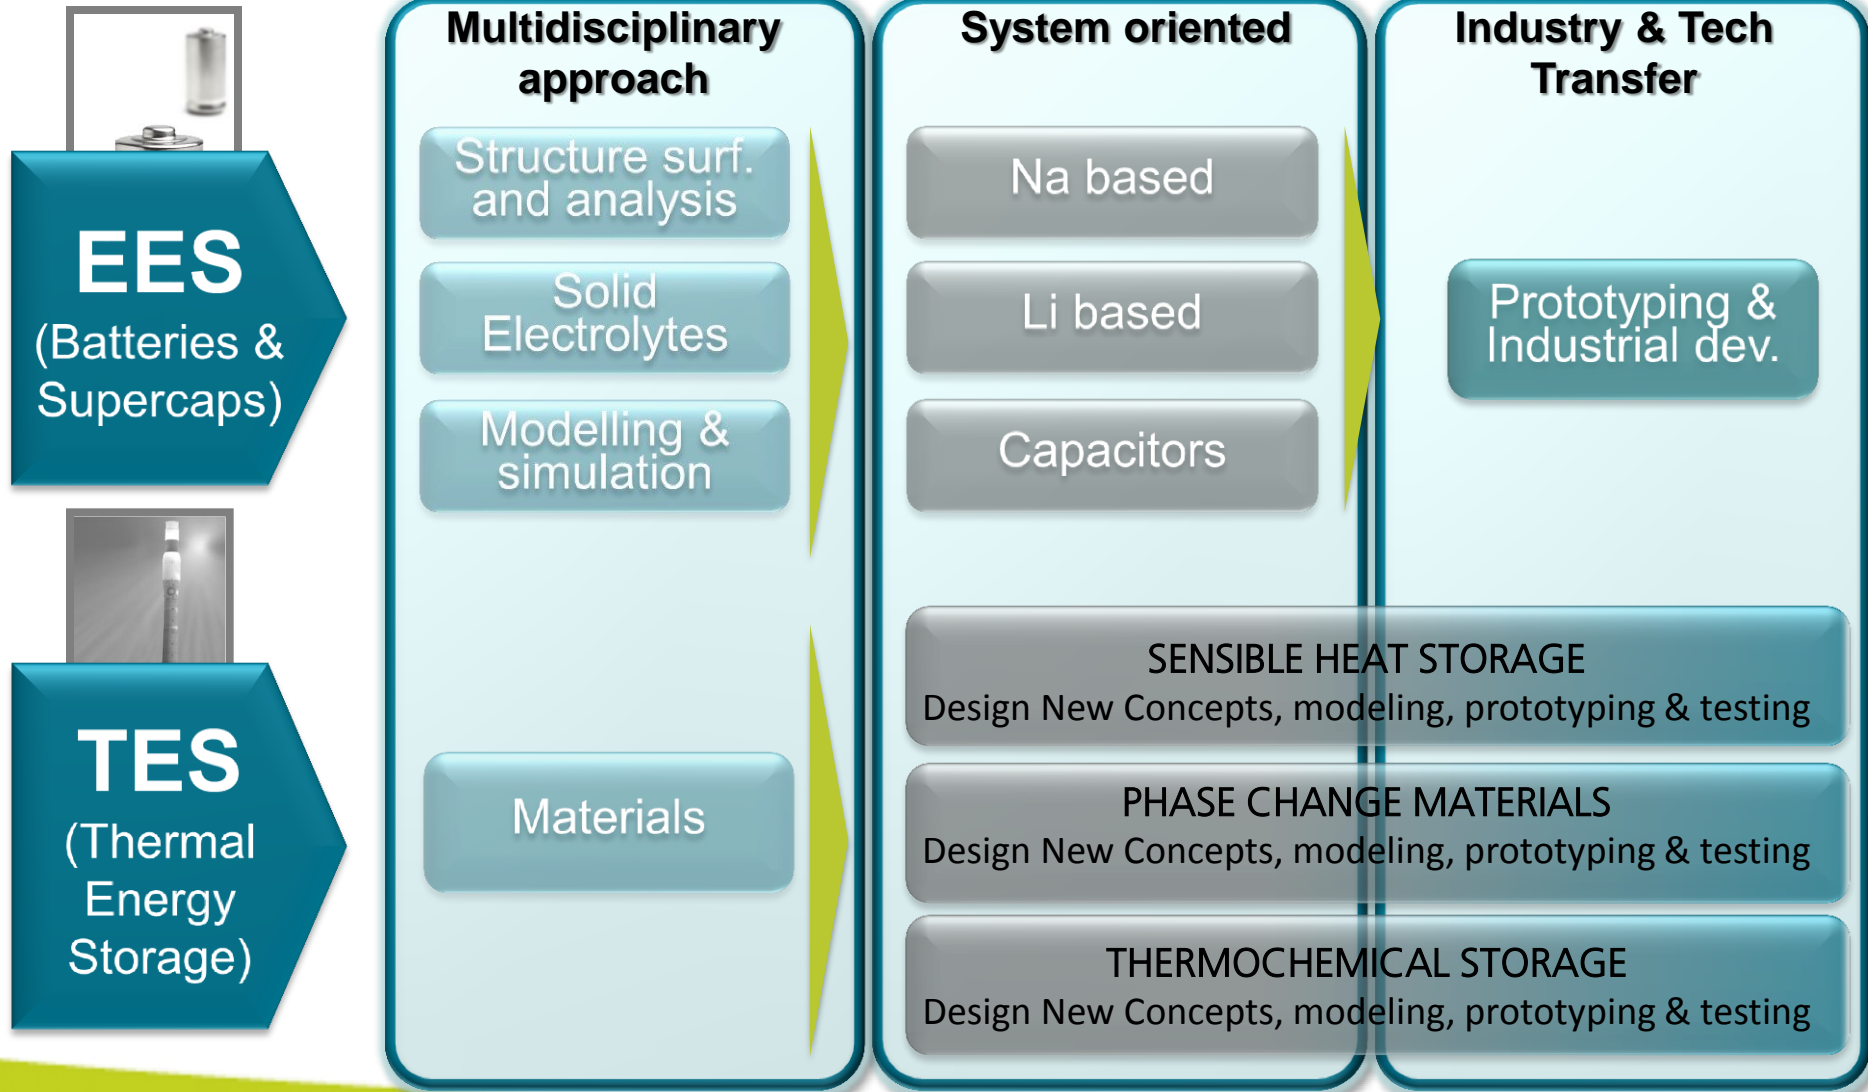 Multidisciplinary
approach
System oriented
Industry & Tech
Transfer
EES
(Batteries &
Supercaps)
Structure surf.
and analysis
Solid
Electrolytes
Modelling &
simulation
Na based
Li based
Capacitors
Prototyping &
Industrial dev.
TES
(Thermal
Energy
Storage)
Materials
SENSIBLE HEAT STORAGE
Design New Concepts, modeling, prototyping & testing
PHASE CHANGE MATERIALS
Design New Concepts, modeling, prototyping & testing
THERMOCHEMICAL STORAGE
Design New Concepts, modeling, prototyping & testing